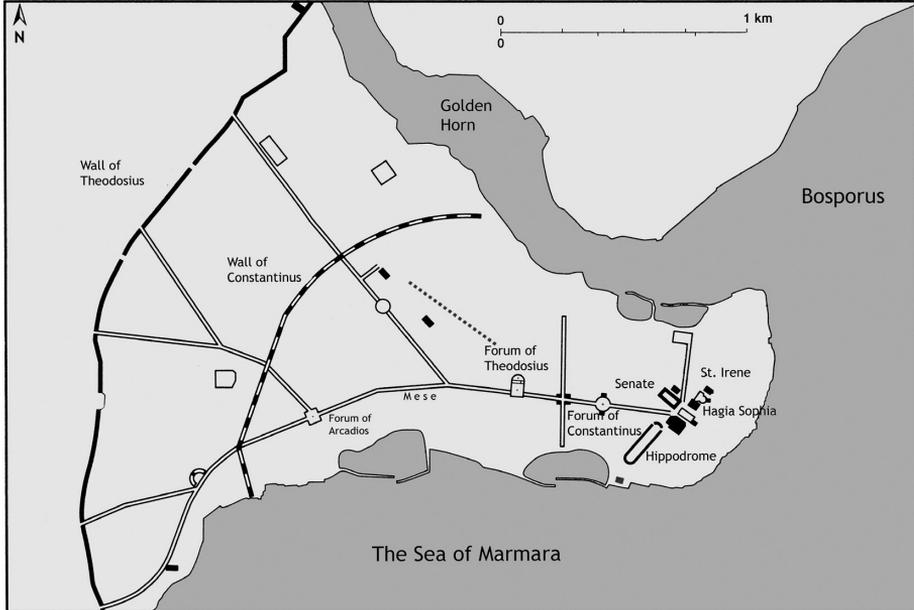 N
0
1 km
0
Golden
Horn
Wall of
Theodosius
Bosporus
Wall of
Constantinus
Forum of
Theodosius
St. Irene
Senate
Mese
Hagia Sophia
Forum of
Arcadios
Forum of
Constantinus
Hippodrome
The Sea of Marmara